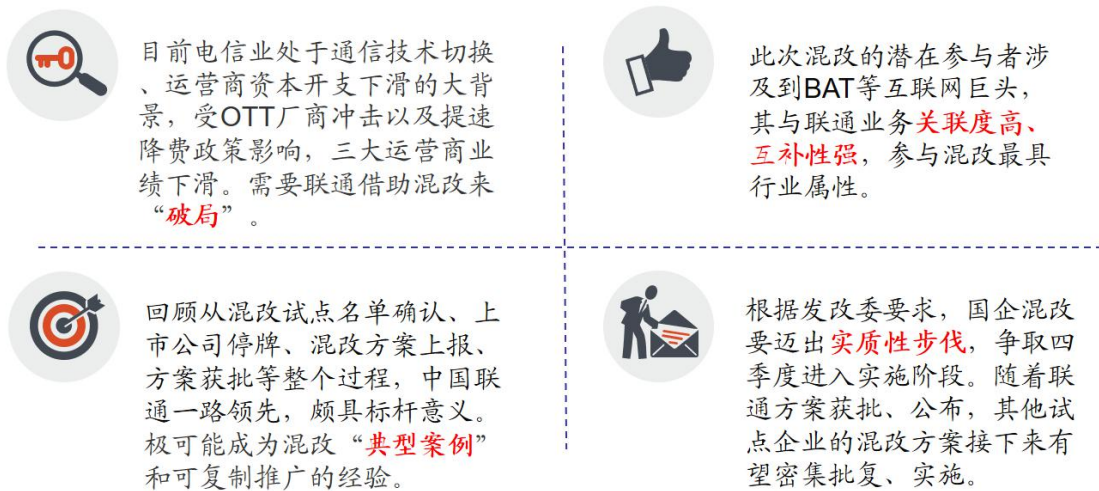 目前电信业处于通信技术切换
、运营商资本开支下滑的大背
景，受OTT厂商冲击以及提速
降费政策影响，三大运营商业
绩下滑。需要联通借助混改来
“破局”。
此次混改的潜在参与者涉
及到BAT等互联网巨头，
其与联通业务关联度高、
互补性强，参与混改最具
行业属性。
回顾从混改试点名单确认、上
市公司停牌、混改方案上报、
方案获批等整个过程，中国联
通一路领先，颇具标杆意义。
极可能成为混改“典型案例”
和可复制推广的经验。
根据发改委要求，国企混改
要迈出实质性步伐，争取四
季度进入实施阶段。随着联
通方案获批、公布，其他试
点企业的混改方案接下来有
望密集批复、实施。